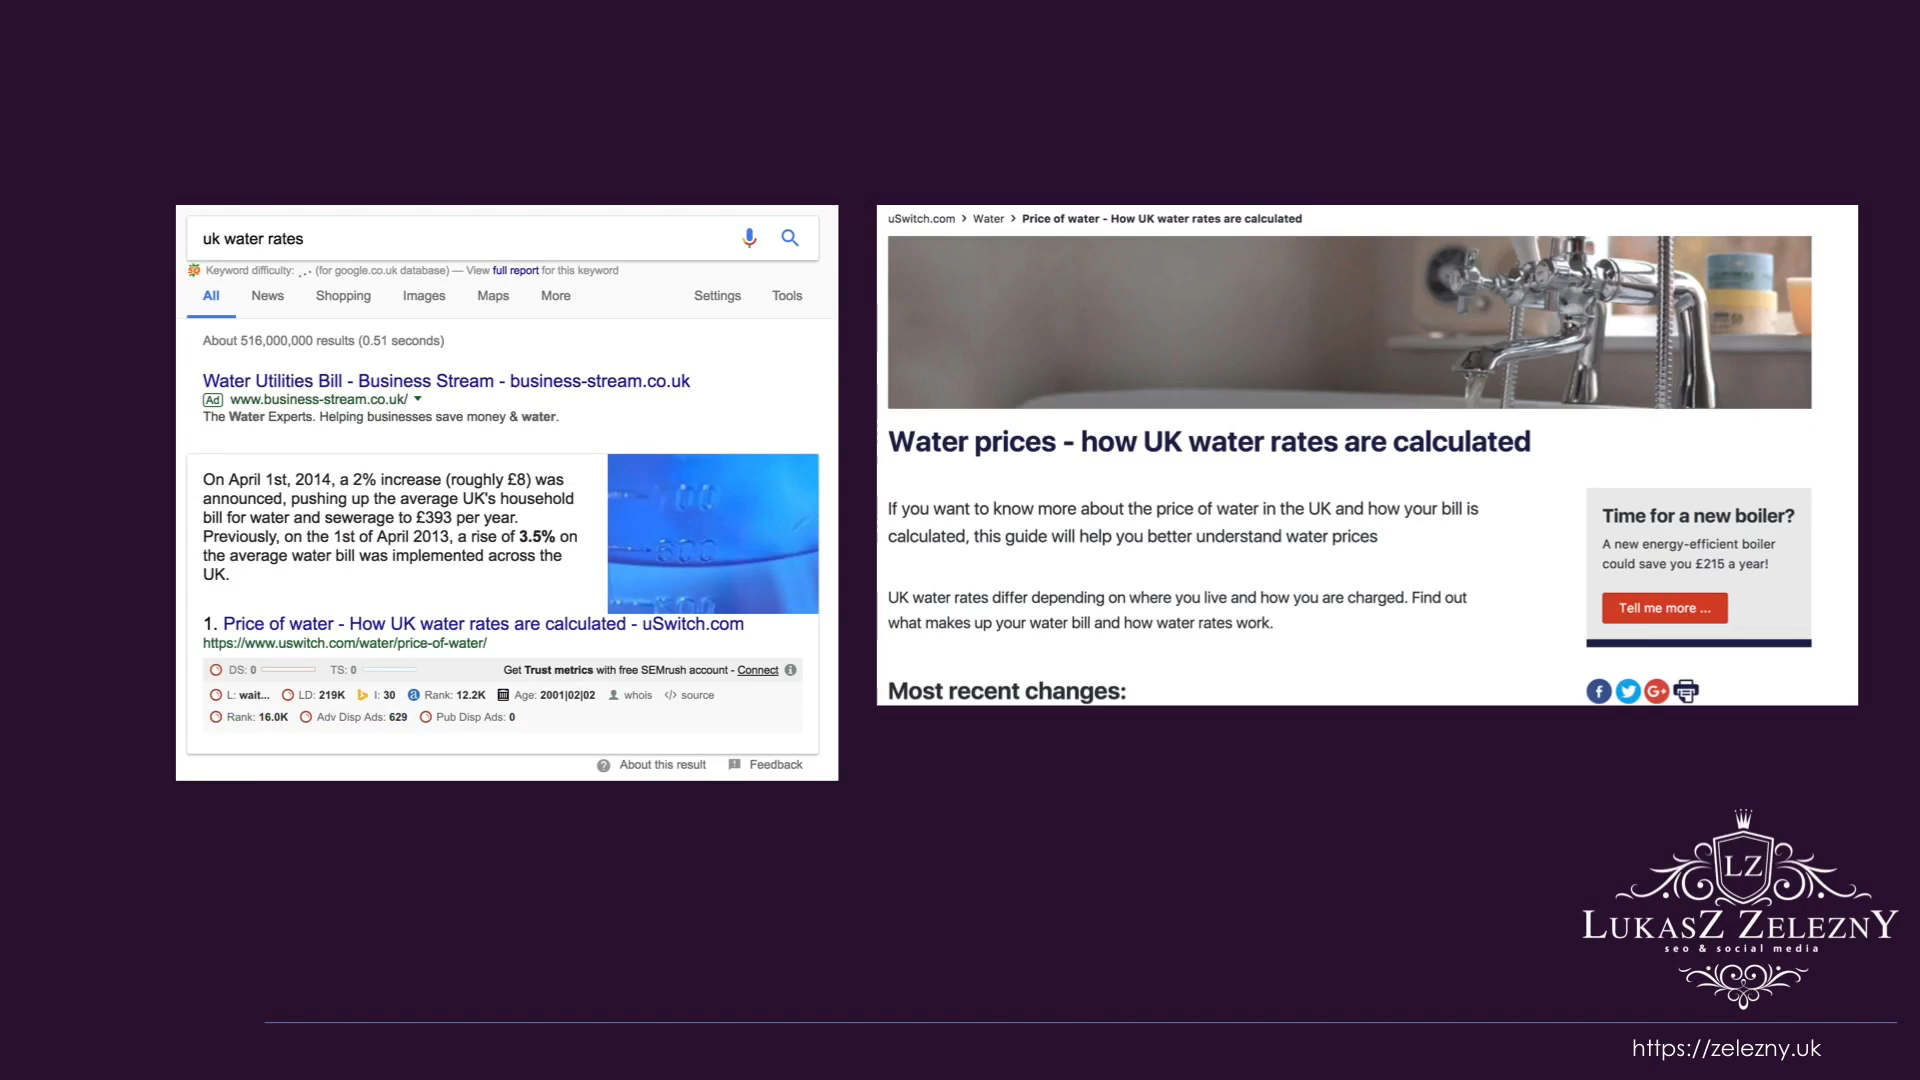 uk water rates
Keyword difficulty: ... (for google.co.uk database) — View full report for this keyword
All News Shopping Images Maps More Settings Tools
About 516,000,000 results (0.51 seconds)
Water Utilities Bill - Business Stream - business-stream.co.uk
Ad www.business-stream.co.uk/
The Water Experts. Helping businesses save money & water.
On April 1st, 2014, a 2% increase (roughly £8) was
announced, pushing up the average UK's household
bill for water and sewerage to £393 per year.
Previously, on the 1st of April 2013, a rise of 3.5% on
the average water bill was implemented across the
UK.
700
600
500
1. Price of water - How UK water rates are calculated - uSwitch.com
https://www.uswitch.com/water/price-of-water/
DS: 0 TS: 0 Get Trust metrics with free SEMrush account - Connect
L: wait... LD: 219K I: 30 Rank: 12.2K Age: 2001|02|02 whois </> source
Rank: 16.0K Adv Disp Ads: 629 Pub Disp Ads: 0
About this result Feedback
uSwitch.com > Water > Price of water - How UK water rates are calculated
Water prices - how UK water rates are calculated
If you want to know more about the price of water in the UK and how your bill is
calculated, this guide will help you better understand water prices
UK water rates differ depending on where you live and how you are charged. Find out
what makes up your water bill and how water rates work.
Most recent changes:
Time for a new boiler?
A new energy-efficient boiler
could save you £215 a year!
Tell me more ...
LZ
LUKASZ ZELEZNY
seo & social media
https://zelezny.uk